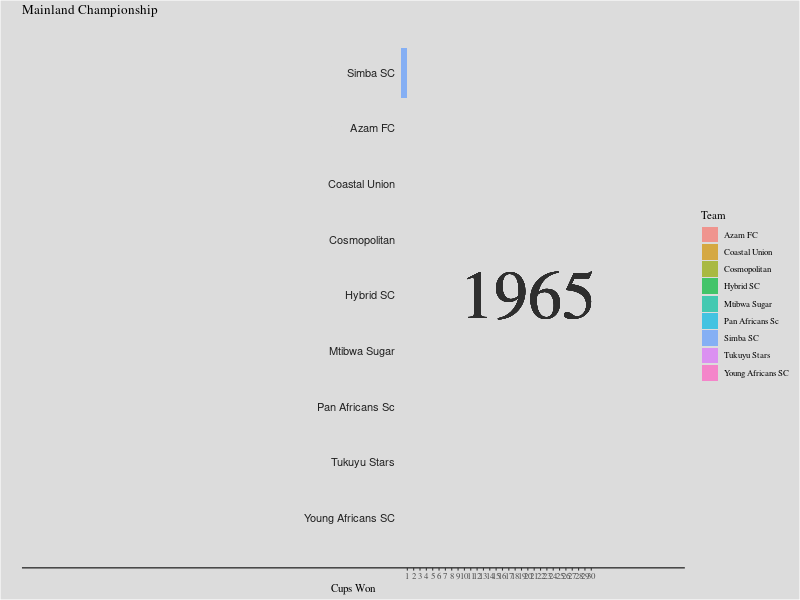 Mainland Championship
Simba SC
Azam FC
Coastal Union
Cosmopolitan
Hybrid SC
Mtibwa Sugar
Pan Africans Sc
Tukuyu Stars
Young Africans SC
1965
Team
Azam FC
Coastal Union
Cosmopolitan
Hybrid SC
Mtibwa Sugar
Pan Africans Sc
Simba SC
Tukuyu Stars
Young Africans SC
1 2 3 4 5 6 7 8 9 10 11 12 13 14 15 16 17 18 19 20 21 22 23 24 25 26 27 28 29 30
Cups Won